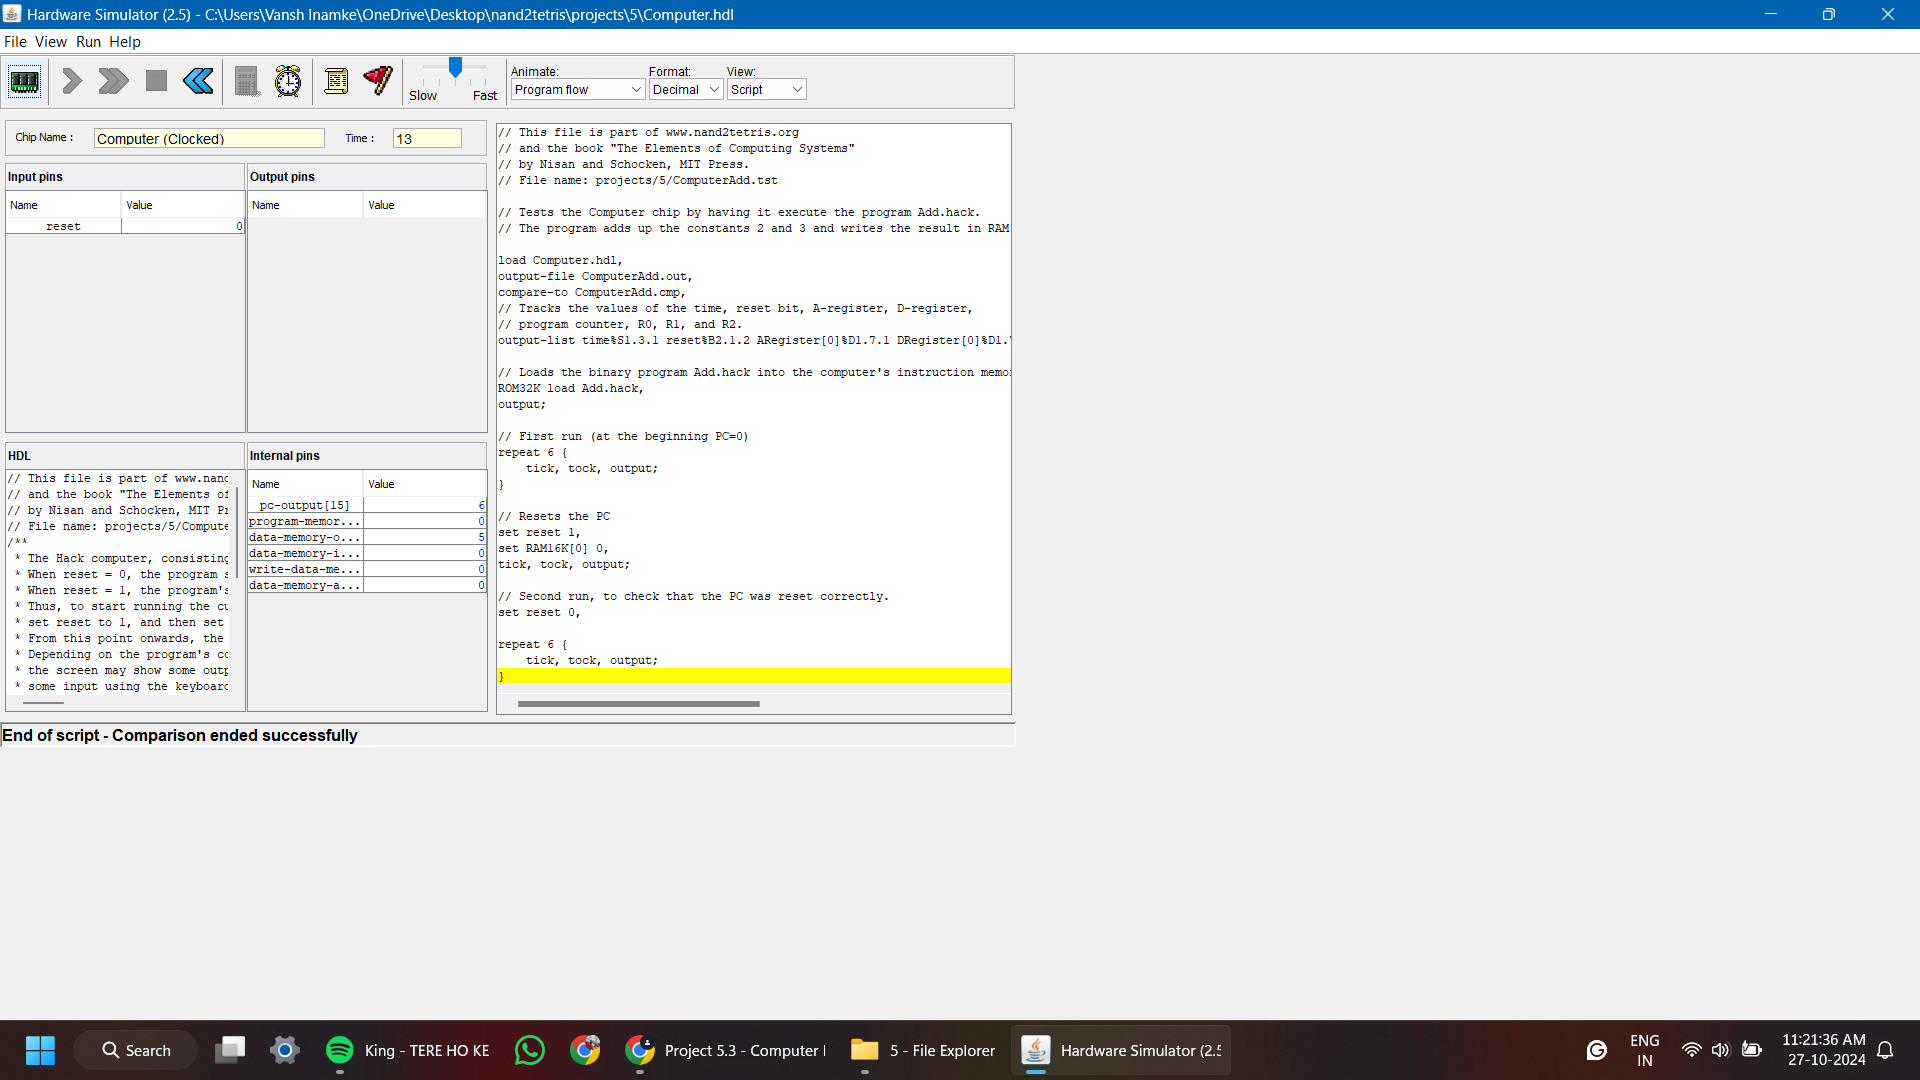 Hardware Simulator (2.5) - C:\Users\Vansh Inamke\OneDrive\Desktop\nand2tetris\projects\5\Computer.hdl
File View Run Help
Slow Fast
Animate: Format: View:
Program flow Decimal Script
Chip Name : Computer (Clocked) Time : 13
Input pins
Name Value
reset 0
Output pins
Name Value
HDL
// This file is part of www.nand
// and the book "The Elements of
// by Nisan and Schocken, MIT Pr
// File name: projects/5/Compute
/**
* The Hack computer, consisting
* When reset = 0, the program s
* When reset = 1, the program's
* Thus, to start running the cu
* set reset to 1, and then set
* From this point onwards, the
* Depending on the program's co
* the screen may show some outp
* some input using the keyboard
Internal pins
Name Value
pc-output[15] 6
program-memor... 0
data-memory-o... 5
data-memory-i... 0
write-data-me... 0
data-memory-a... 0
// This file is part of www.nand2tetris.org
// and the book "The Elements of Computing Systems"
// by Nisan and Schocken, MIT Press.
// File name: projects/5/ComputerAdd.tst
// Tests the Computer chip by having it execute the program Add.hack.
// The program adds up the constants 2 and 3 and writes the result in RAM
load Computer.hdl,
output-file ComputerAdd.out,
compare-to ComputerAdd.cmp,
// Tracks the values of the time, reset bit, A-register, D-register,
// program counter, R0, R1, and R2.
output-list time%S1.3.1 reset%B2.1.2 ARegister[0]%D1.7.1 DRegister[0]%D1.
// Loads the binary program Add.hack into the computer's instruction memo
ROM32K load Add.hack,
output;
// First run (at the beginning PC=0)
repeat 6 {
tick, tock, output;
}
// Resets the PC
set reset 1,
set RAM16K[0] 0,
tick, tock, output;
// Second run, to check that the PC was reset correctly.
set reset 0,
repeat 6 {
tick, tock, output;
}
End of script - Comparison ended successfully
Search
King - TERE HO KE
Project 5.3 - Computer
5 - File Explorer
Hardware Simulator (2.5
ENG
IN
11:21:36 AM
27-10-2024